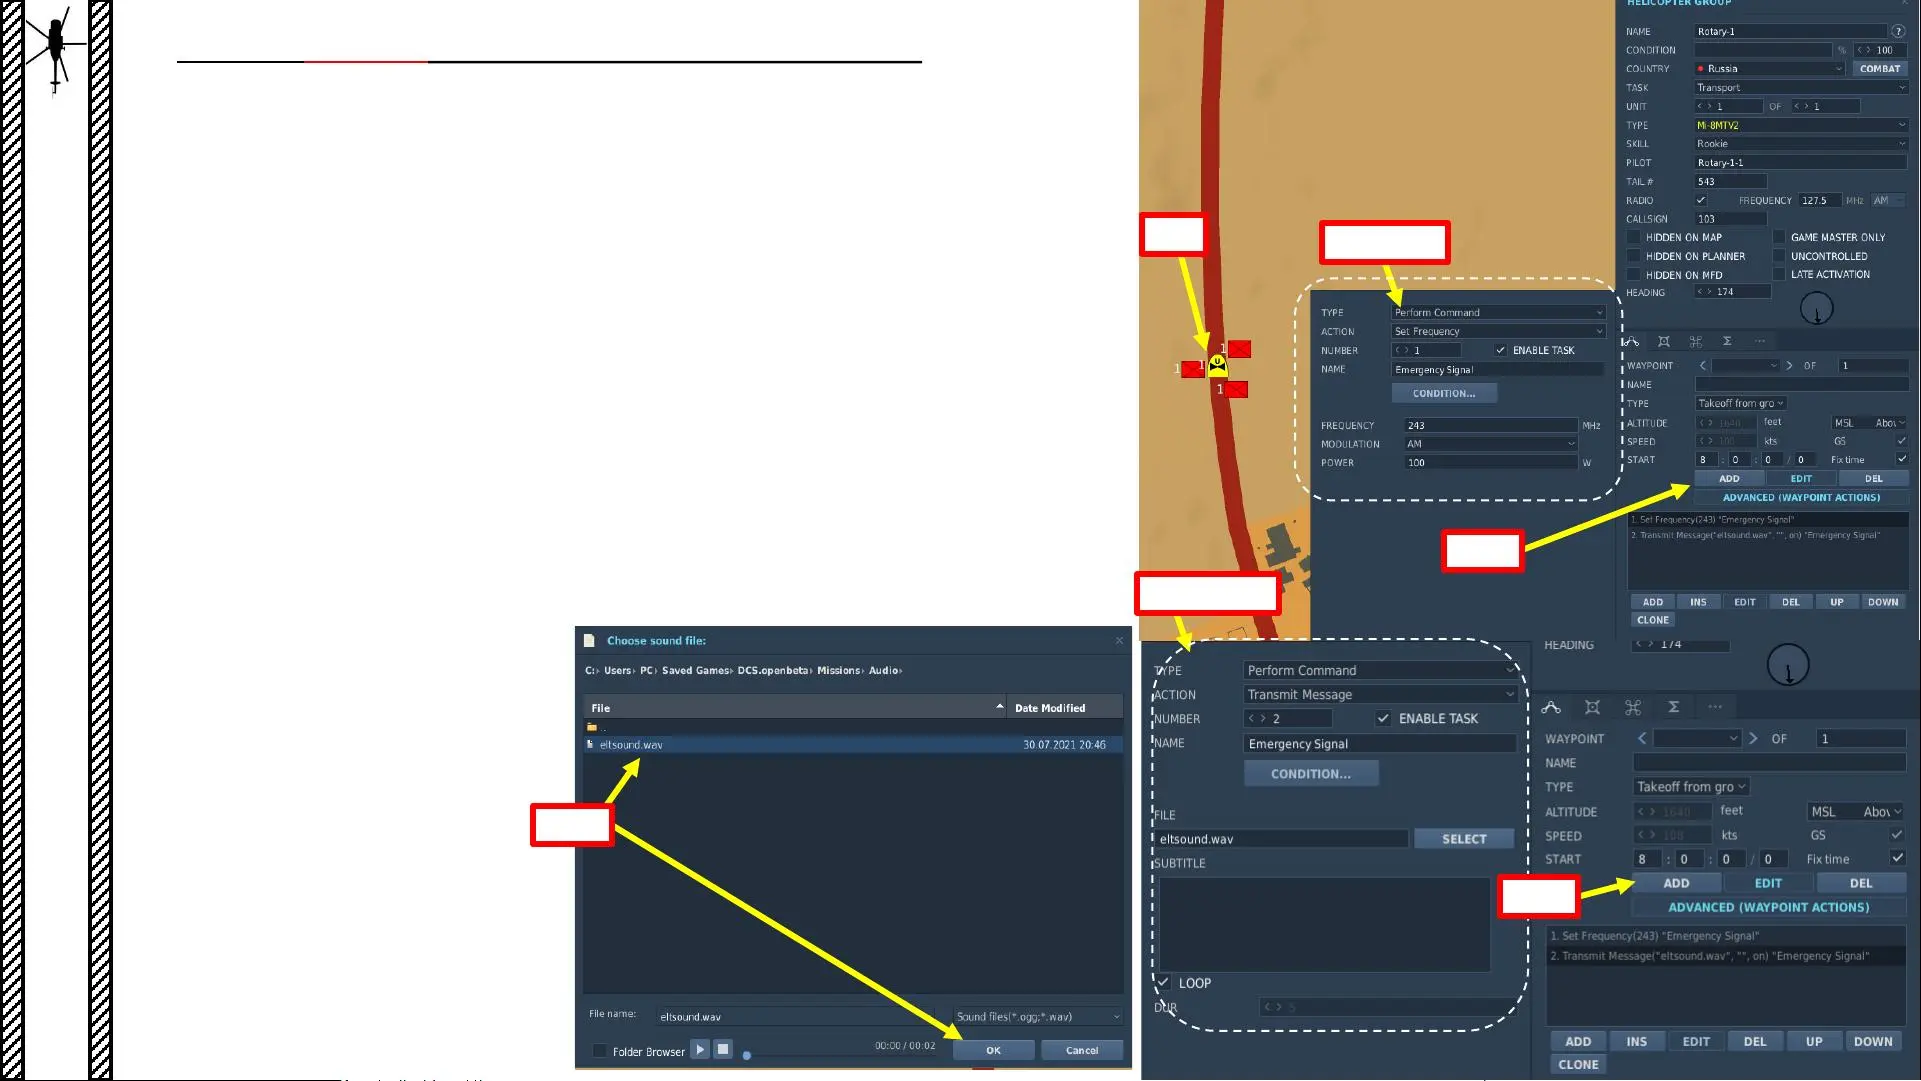 HELICOPTER GROUP
NAME Rotary-1 ?
CONDITION % < > 100
COUNTRY Russia COMBAT
TASK Transport
UNIT < > 1 OF < > 1
TYPE Mi-8MTV2
SKILL Rookie
PILOT Rotary-1-1
TAIL # 543
RADIO FREQUENCY 127.5 MHz AM
CALLSIGN 103
HIDDEN ON MAP GAME MASTER ONLY
HIDDEN ON PLANNER UNCONTROLLED
HIDDEN ON MFD LATE ACTIVATION
HEADING < > 174
TYPE Perform Command
ACTION Set Frequency
NUMBER < > 1 ENABLE TASK
NAME Emergency Signal
CONDITION...
FREQUENCY 243 MHz
MODULATION AM
POWER 100 W
1
1 1
1
WAYPOINT < > OF 1
NAME
TYPE Takeoff from gro
ALTITUDE < > 1640 feet MSL Abov
SPEED < > kts GS
START 8 : 0 : 0 / 0 Fix time
ADD EDIT DEL
ADVANCED (WAYPOINT ACTIONS)
1. Set Frequency(243) "Emergency Signal"
2. Transmit Message("eltsound.wav", "", on) "Emergency Signal"
ADD INS EDIT DEL UP DOWN
CLONE
Choose sound file:
C:› Users› PC› Saved Games› DCS.openbeta› Missions› Audio›
File Date Modified
..
eltsound.wav 30.07.2021 20:46
File name: eltsound.wav Sound files(*.ogg;*.wav)
Folder Browser 00:00 / 00:02 OK Cancel
TYPE Perform Command
ACTION Transmit Message
NUMBER < > 2 ENABLE TASK
NAME Emergency Signal
CONDITION...
FILE
eltsound.wav SELECT
SUBTITLE
LOOP
DUR < > 5
HEADING < > 174
WAYPOINT < > OF 1
NAME
TYPE Takeoff from gro
ALTITUDE < > 1640 feet MSL Abov
SPEED < > 108 kts GS
START 8 : 0 : 0 / 0 Fix time
ADD EDIT DEL
ADVANCED (WAYPOINT ACTIONS)
1. Set Frequency(243) "Emergency Signal"
2. Transmit Message("eltsound.wav", "", on) "Emergency Signal"
ADD INS EDIT DEL UP DOWN
CLONE